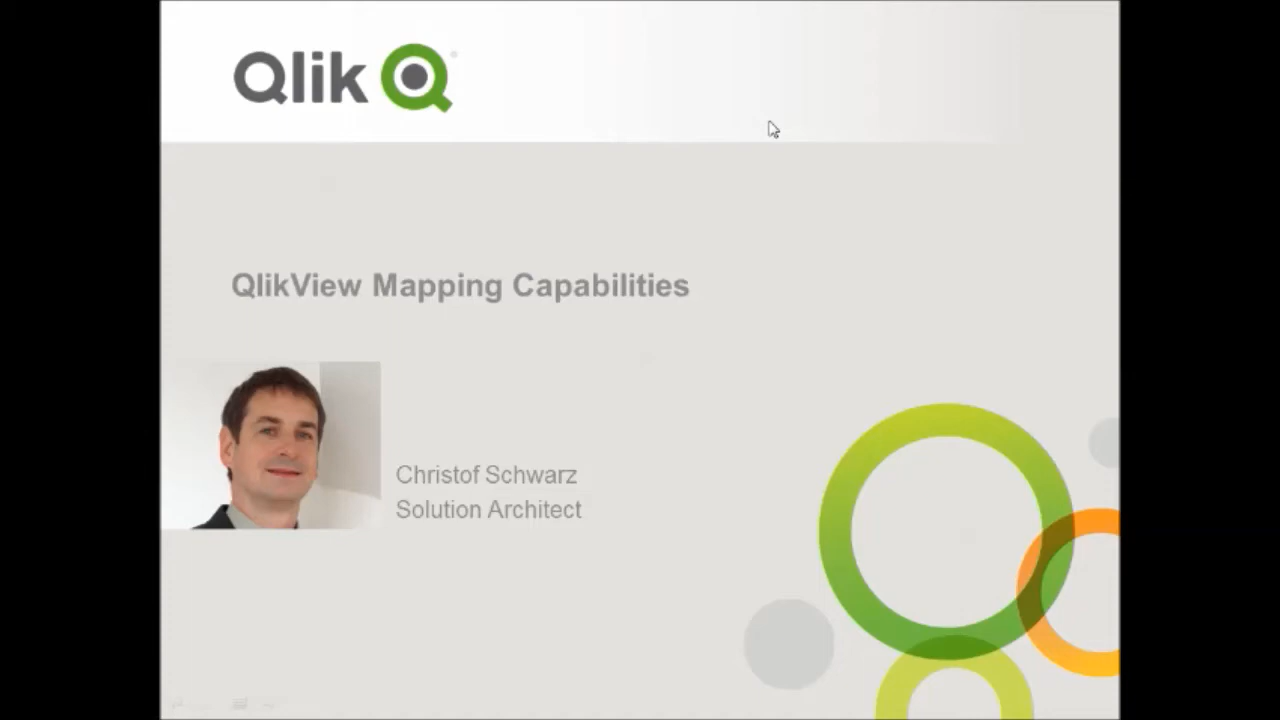 Qlik
QlikView Mapping Capabilities
Christof Schwarz
Solution Architect